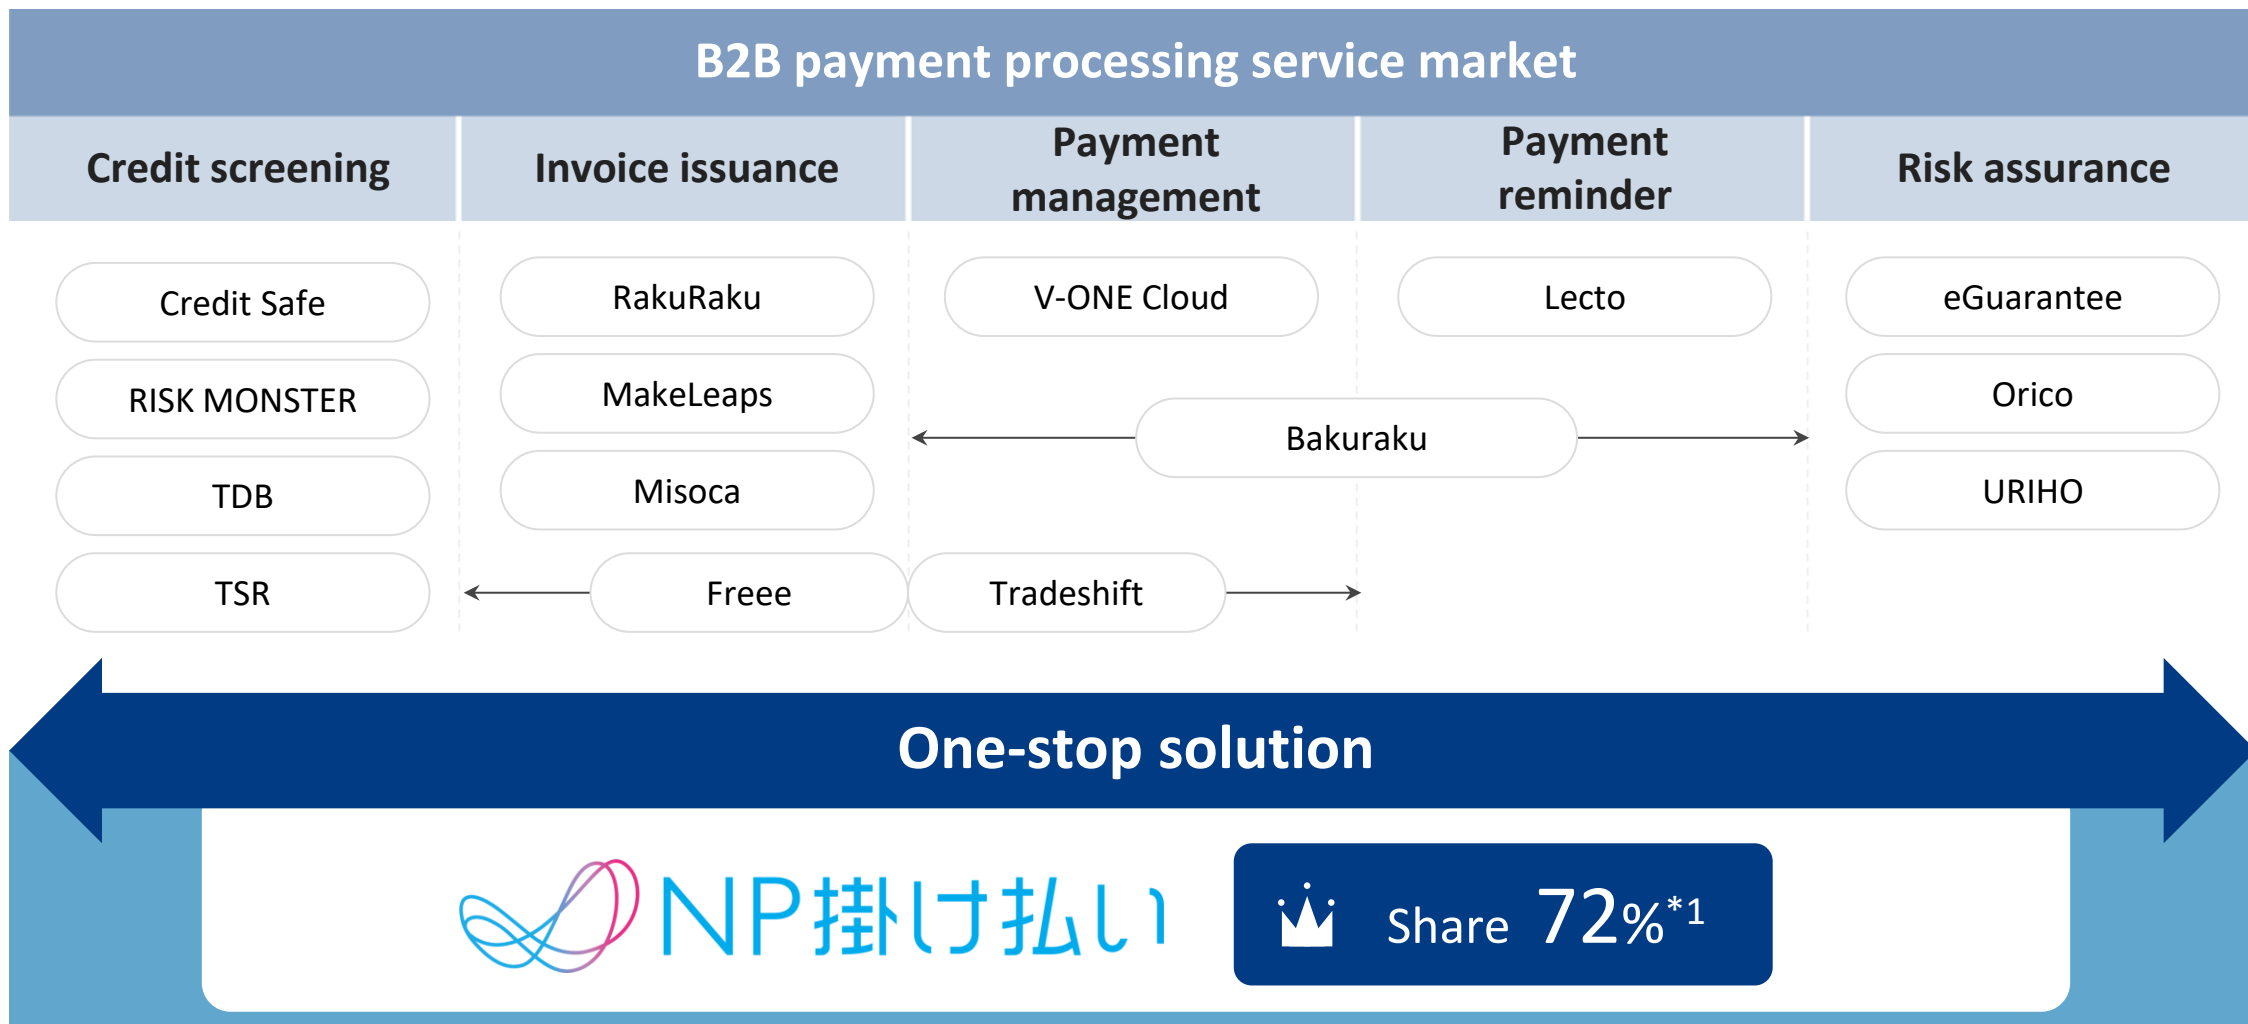 B2B payment processing service market
Credit screening
Invoice issuance
Payment
management
Payment
reminder
Risk assurance
Credit Safe
RISK MONSTER
TDB
TSR
RakuRaku
MakeLeaps
Misoca
Freee
V-ONE Cloud
Tradeshift
Bakuraku
Lecto
eGuarantee
Orico
URIHO
One-stop solution
NP掛け払い
Share 72%*1